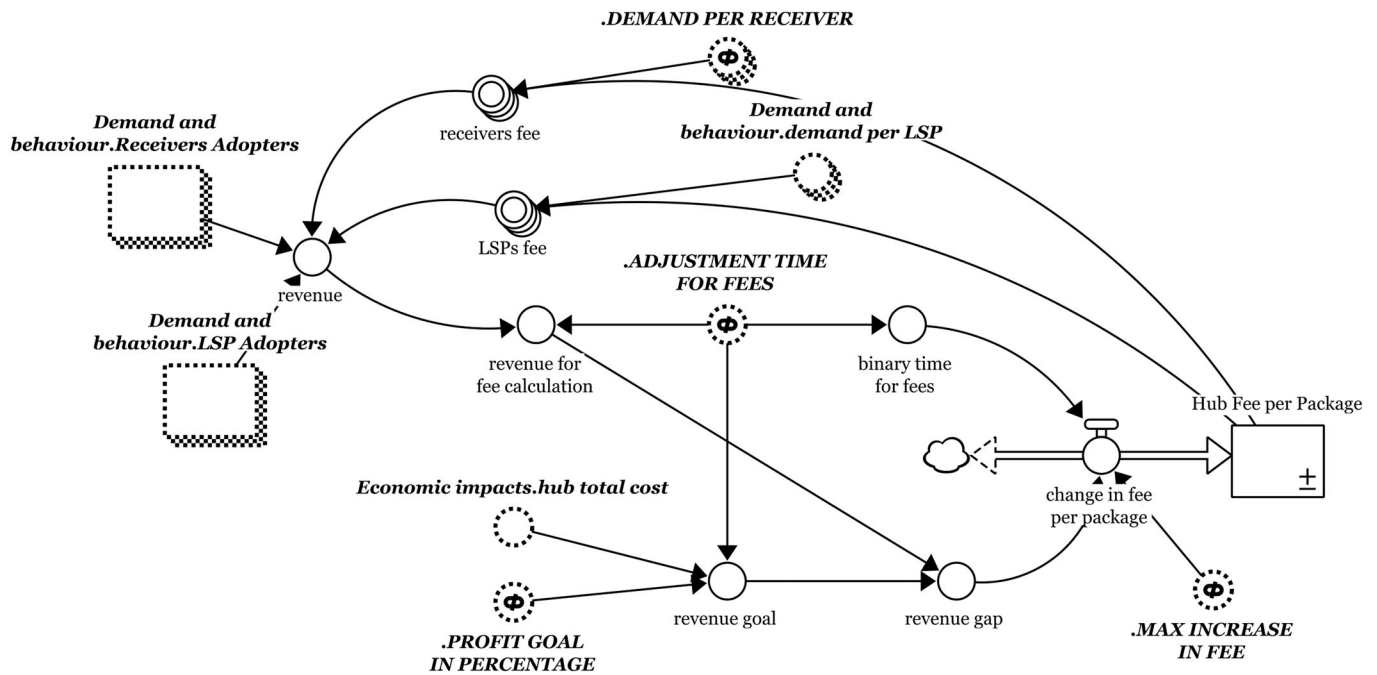 .DEMAND PER RECEIVER
receivers fee
Demand and
behaviour.Receivers Adopters
Demand and
behaviour.demand per LSP
LSPs fee
revenue
.ADJUSTMENT TIME
FOR FEES
Demand and
behaviour.LSP Adopters
revenue for
fee calculation
binary time
for fees
Hub Fee per Package
±
Economic impacts.hub total cost
change in fee
per package
Φ
Φ
Φ
Φ
revenue goal
revenue gap
.PROFIT GOAL
IN PERCENTAGE
.MAX INCREASE
IN FEE